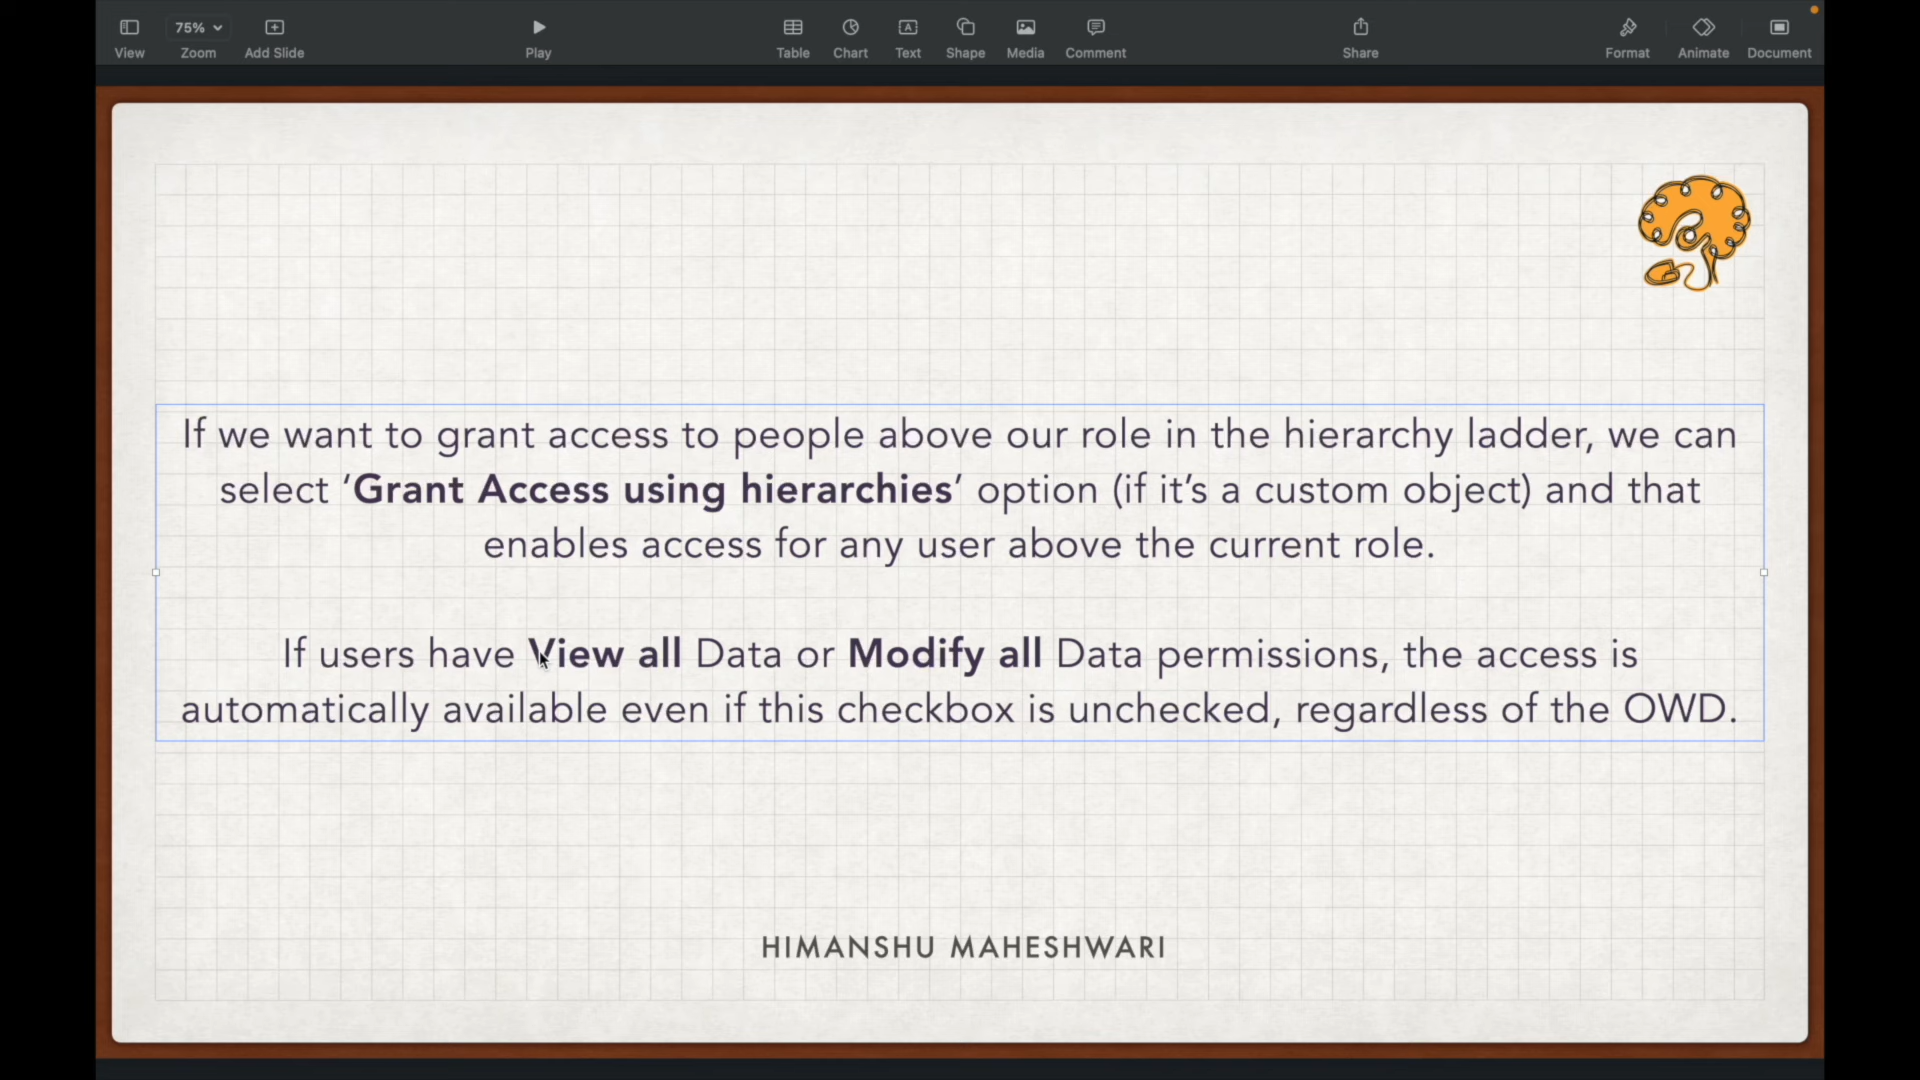 View
75%
Zoom
Add Slide
Play
Table
Chart
Text
Shape
Media
Comment
Share
Format
Animate
Document
If we want to grant access to people above our role in the hierarchy ladder, we can
select ‘Grant Access using hierarchies’ option (if it’s a custom object) and that
enables access for any user above the current role.
If users have View all Data or Modify all Data permissions, the access is
automatically available even if this checkbox is unchecked, regardless of the OWD.
HIMANSHU MAHESHWARI